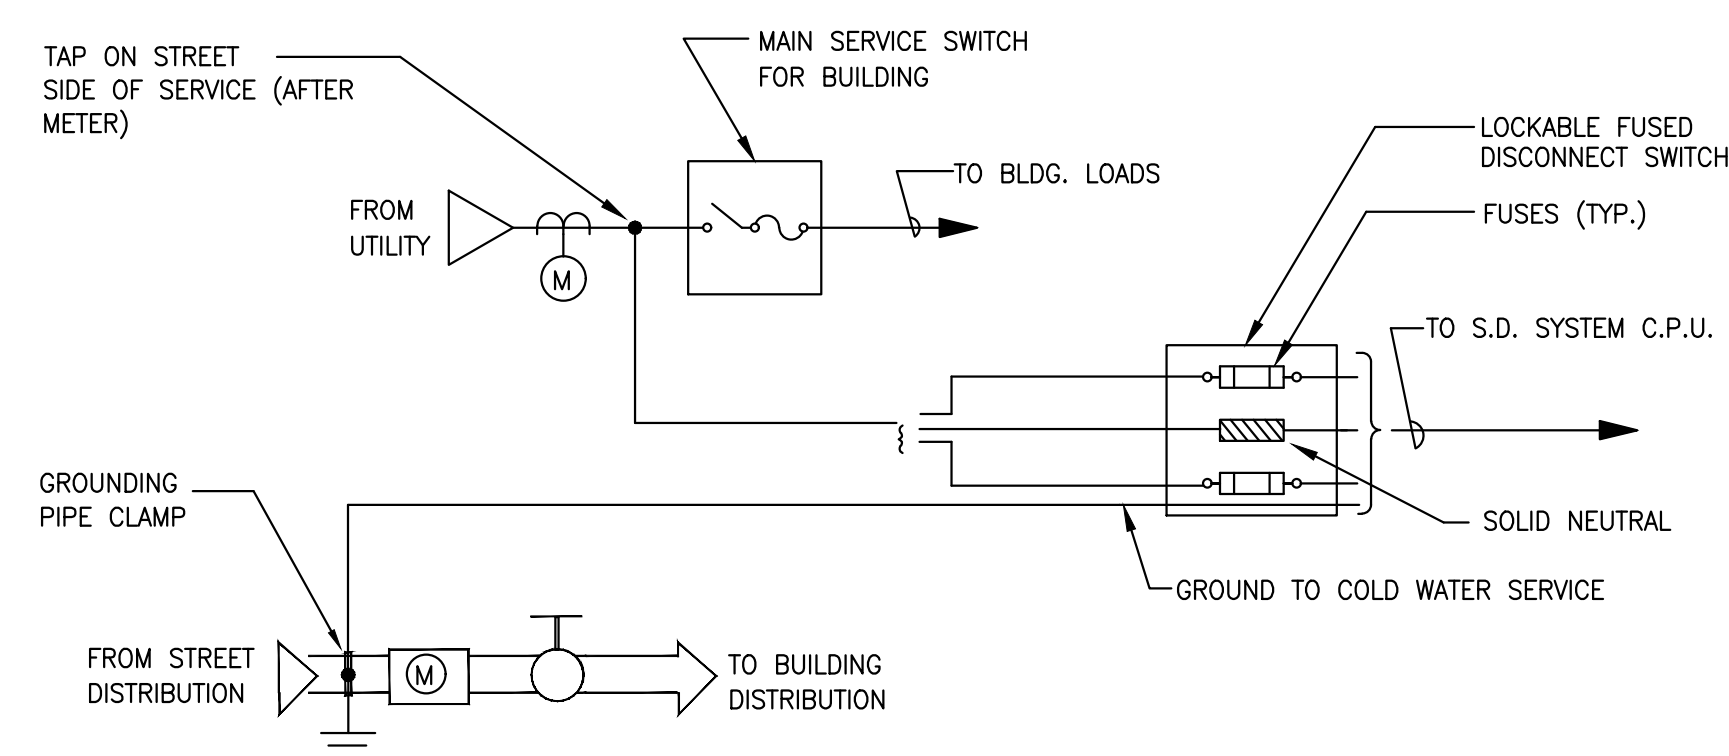 TAP ON STREET
SIDE OF SERVICE (AFTER
METER)
MAIN SERVICE SWITCH
FOR BUILDING
LOCKABLE FUSED
DISCONNECT SWITCH
TO BLDG. LOADS
FUSES (TYP.)
FROM
UTILITY
M
TO S.D. SYSTEM C.P.U.
GROUNDING
PIPE CLAMP
SOLID NEUTRAL
GROUND TO COLD WATER SERVICE
FROM STREET
DISTRIBUTION
M
TO BUILDING
DISTRIBUTION